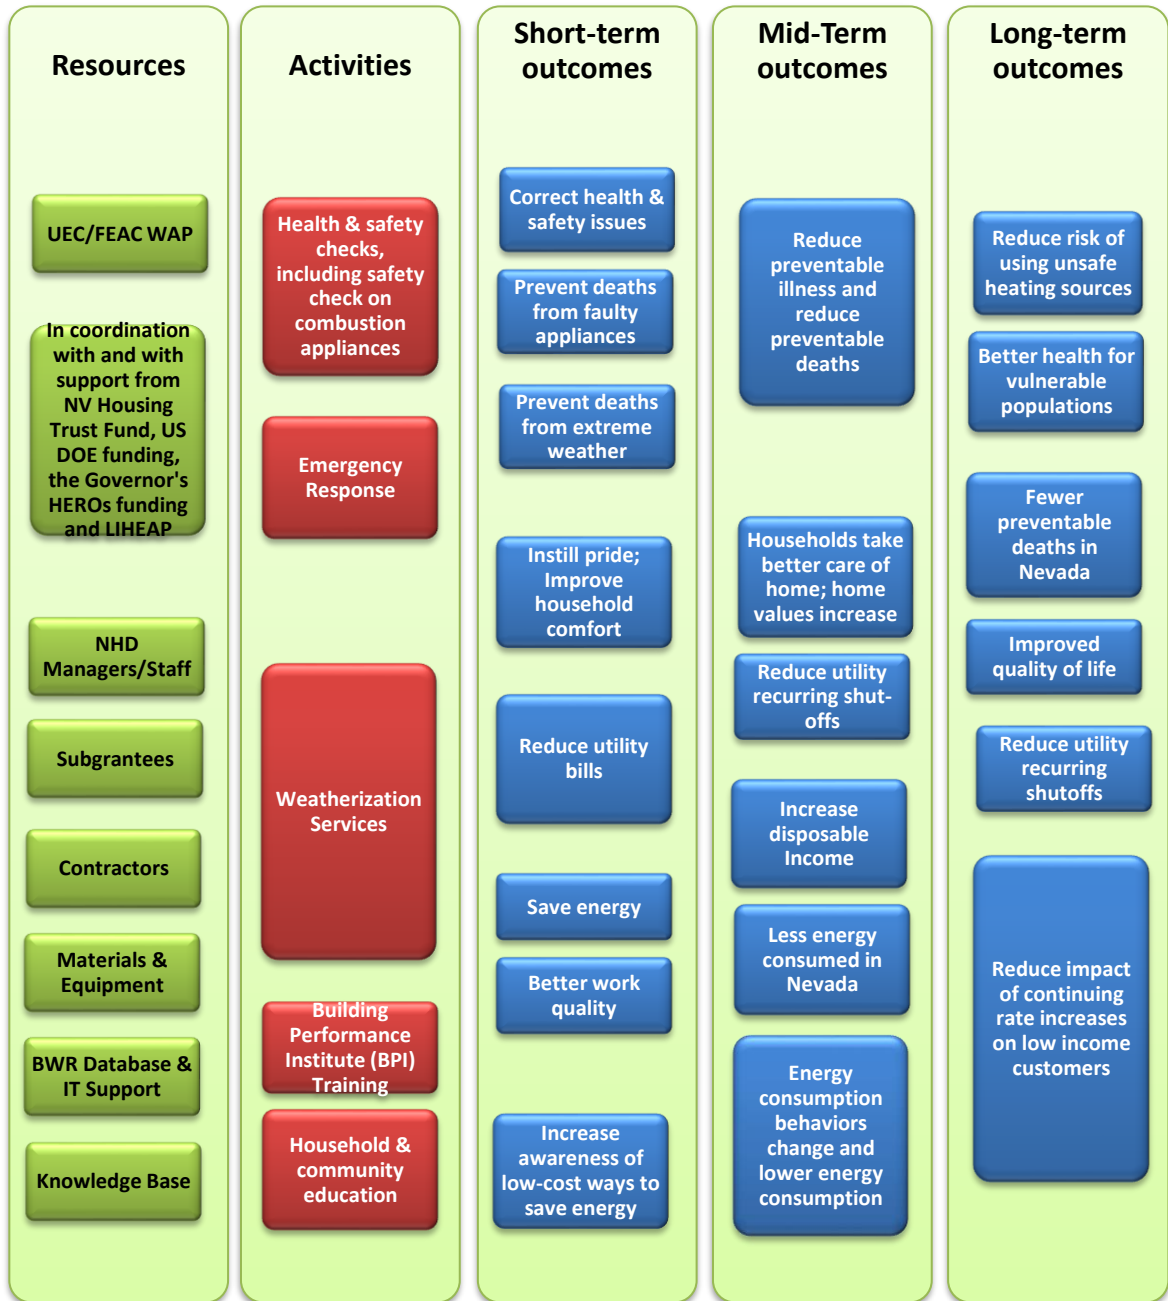 Resources
UEC/FEAC WAP
In coordination
with and with
support from
NV Housing
Trust Fund, US
DOE funding,
the Governor's
HEROs funding
and LIHEAP
NHD
Managers/Staff
Subgrantees
Contractors
Materials &
Equipment
BWR Database &
IT Support
Knowledge Base
Activities
Health & safety
checks,
including safety
check on
combustion
appliances
Emergency
Response
Weatherization
Services
Building
Performance
Institute (BPI)
Training
Household &
community
education
Short-term
outcomes
Correct health &
safety issues
Prevent deaths
from faulty
appliances
Prevent deaths
from extreme
weather
Instill pride;
Improve
household
comfort
Reduce utility
bills
Save energy
Better work
quality
Increase
awareness of
low-cost ways to
save energy
Mid-Term
outcomes
Reduce
preventable
illness and
reduce
preventable
deaths
Households take
better care of
home; home
values increase
Reduce utility
recurring shut-
offs
Increase
disposable
Income
Less energy
consumed in
Nevada
Energy
consumption
behaviors
change and
lower energy
consumption
Long-term
outcomes
Reduce risk of
using unsafe
heating sources
Better health for
vulnerable
populations
Fewer
preventable
deaths in
Nevada
Improved
quality of life
Reduce utility
recurring
shutoffs
Reduce impact
of continuing
rate increases
on low income
customers